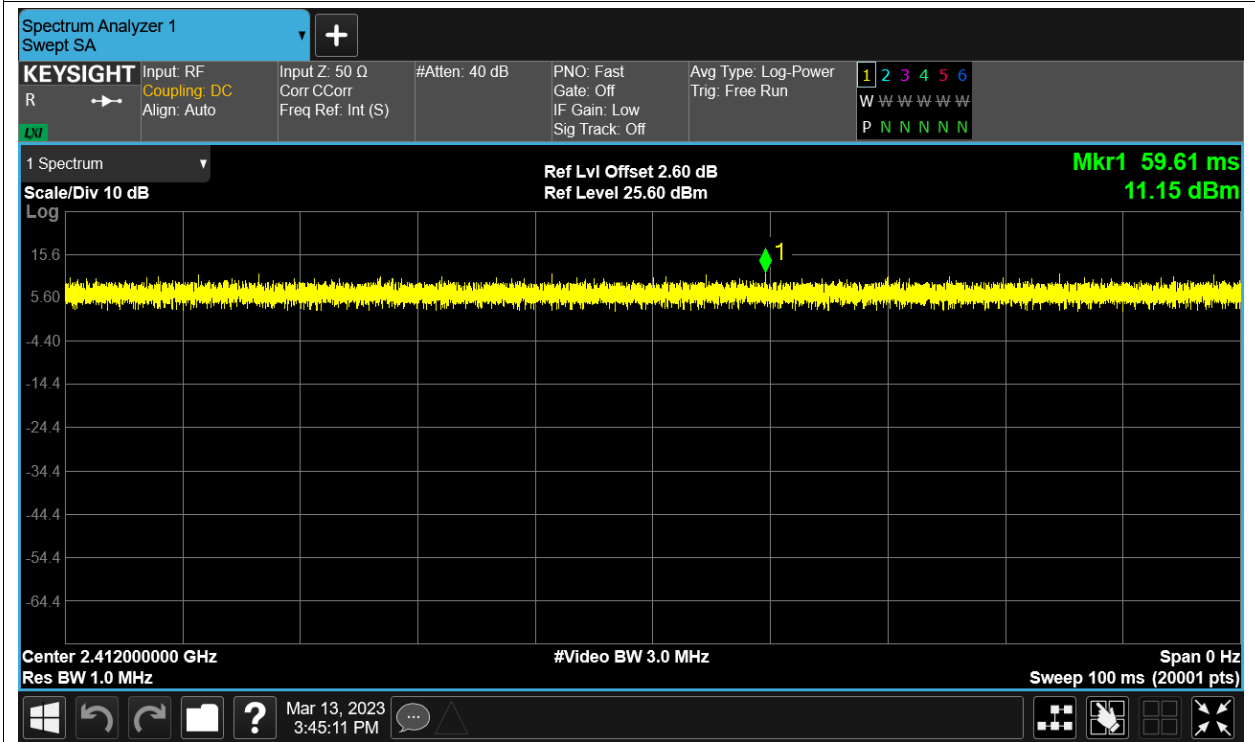 Spectrum Analyzer 1
Swept SA
+
KEYSIGHT Input: RF Input Z: 50 Ω #Atten: 40 dB PNO: Fast Avg Type: Log-Power 1 2 3 4 5 6
R Coupling: DC Corr CCorr Gate: Off Trig: Free Run W W W W W W
Align: Auto Freq Ref: Int (S) IF Gain: Low
LXI Sig Track: Off P N N N N N
1 Spectrum
Ref Lvl Offset 2.60 dB Mkr1 59.61 ms
Scale/Div 10 dB Ref Level 25.60 dBm 11.15 dBm
Log
1
15.6
5.60
-4.40
-14.4
-24.4
-34.4
-44.4
-54.4
-64.4
Center 2.412000000 GHz #Video BW 3.0 MHz Span 0 Hz
Res BW 1.0 MHz Sweep 100 ms (20001 pts)
? Mar 13, 2023
3:45:11 PM